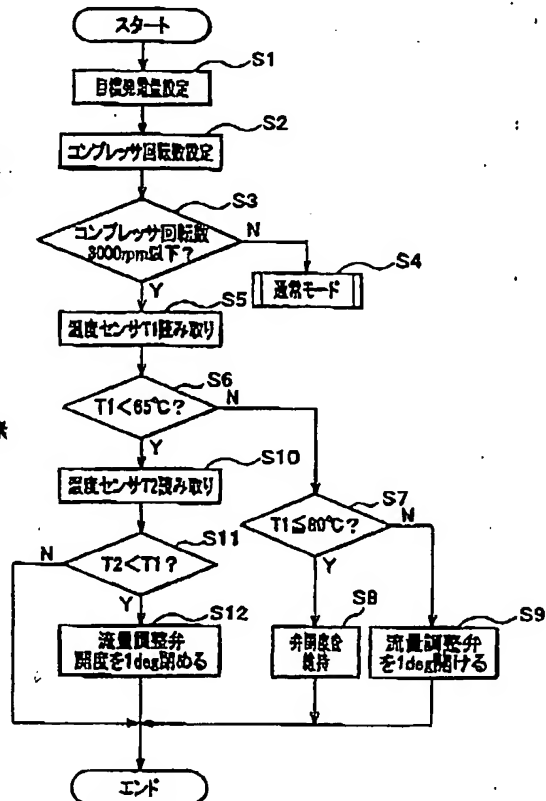 スタート
S1
目標発電量設定
S2
コンプレッサ回転数設定
S3
コンプレッサ回転数
3000rpm以下?
N
Y
S4
通常モード
S5
温度センサT1読み取り
S6
T1<65℃?
N
Y
S10
温度センサT2読み取り
S7
T1≦80℃?
N
Y
S11
T2<T1?
N
Y
S12
流量調整弁
開度を1deg閉める
S8
弁開度を
維持
S9
流量調整弁
を1deg開ける
エンド